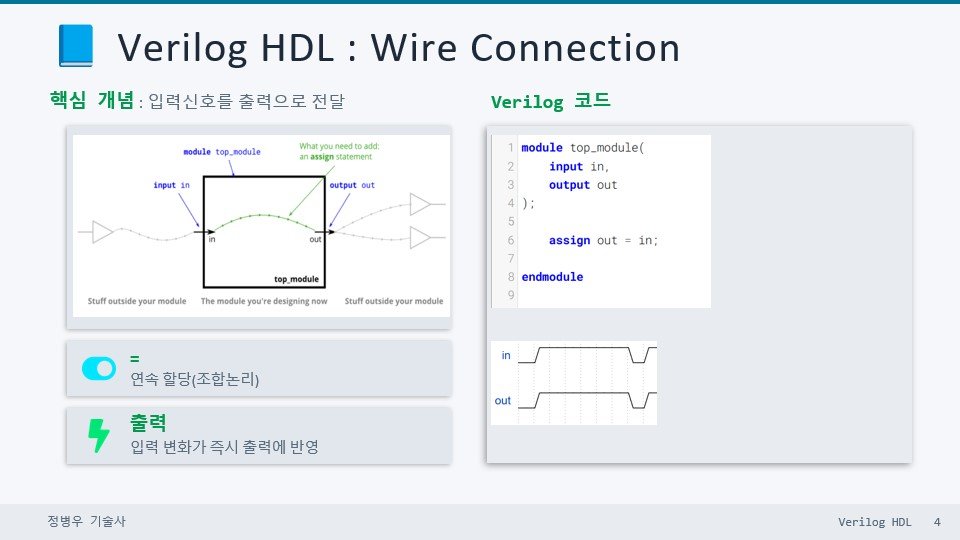 Verilog HDL : Wire Connection
핵심 개념 : 입력신호를 출력으로 전달
What you need to add:
an assign statement
module top_module
input in
output out
in
out
top_module
Stuff outside your module
The module you're designing now
Stuff outside your module
=
연속 할당(조합논리)
출력
입력 변화가 즉시 출력에 반영
Verilog 코드
1 module top_module(
2 input in,
3 output out
4 );
5
6 assign out = in;
7
8 endmodule
9
in
out
정병우 기술사
Verilog HDL 4